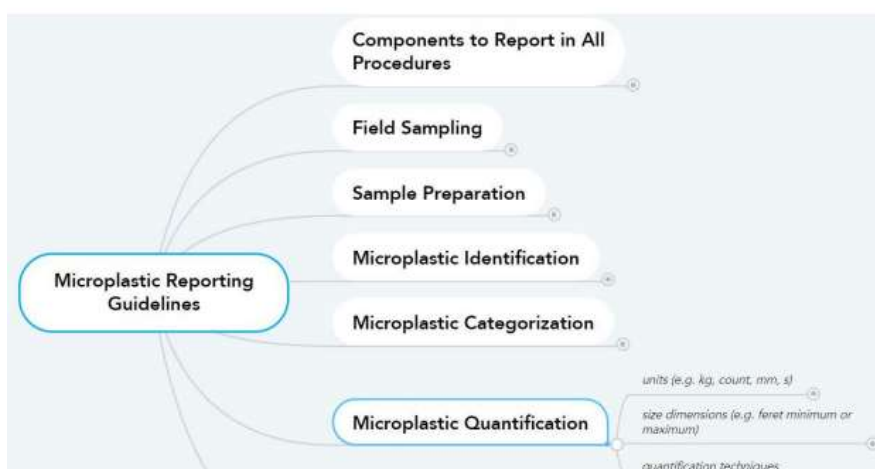 Components to Report in All
Procedures
Field Sampling
Sample Preparation
Microplastic Identification
Microplastic Reporting
Guidelines
Microplastic Categorization
units (e.g. kg, count, mm, s)
Microplastic Quantification
size dimensions (e.g. feret minimum or
maximum)
quantification techniques